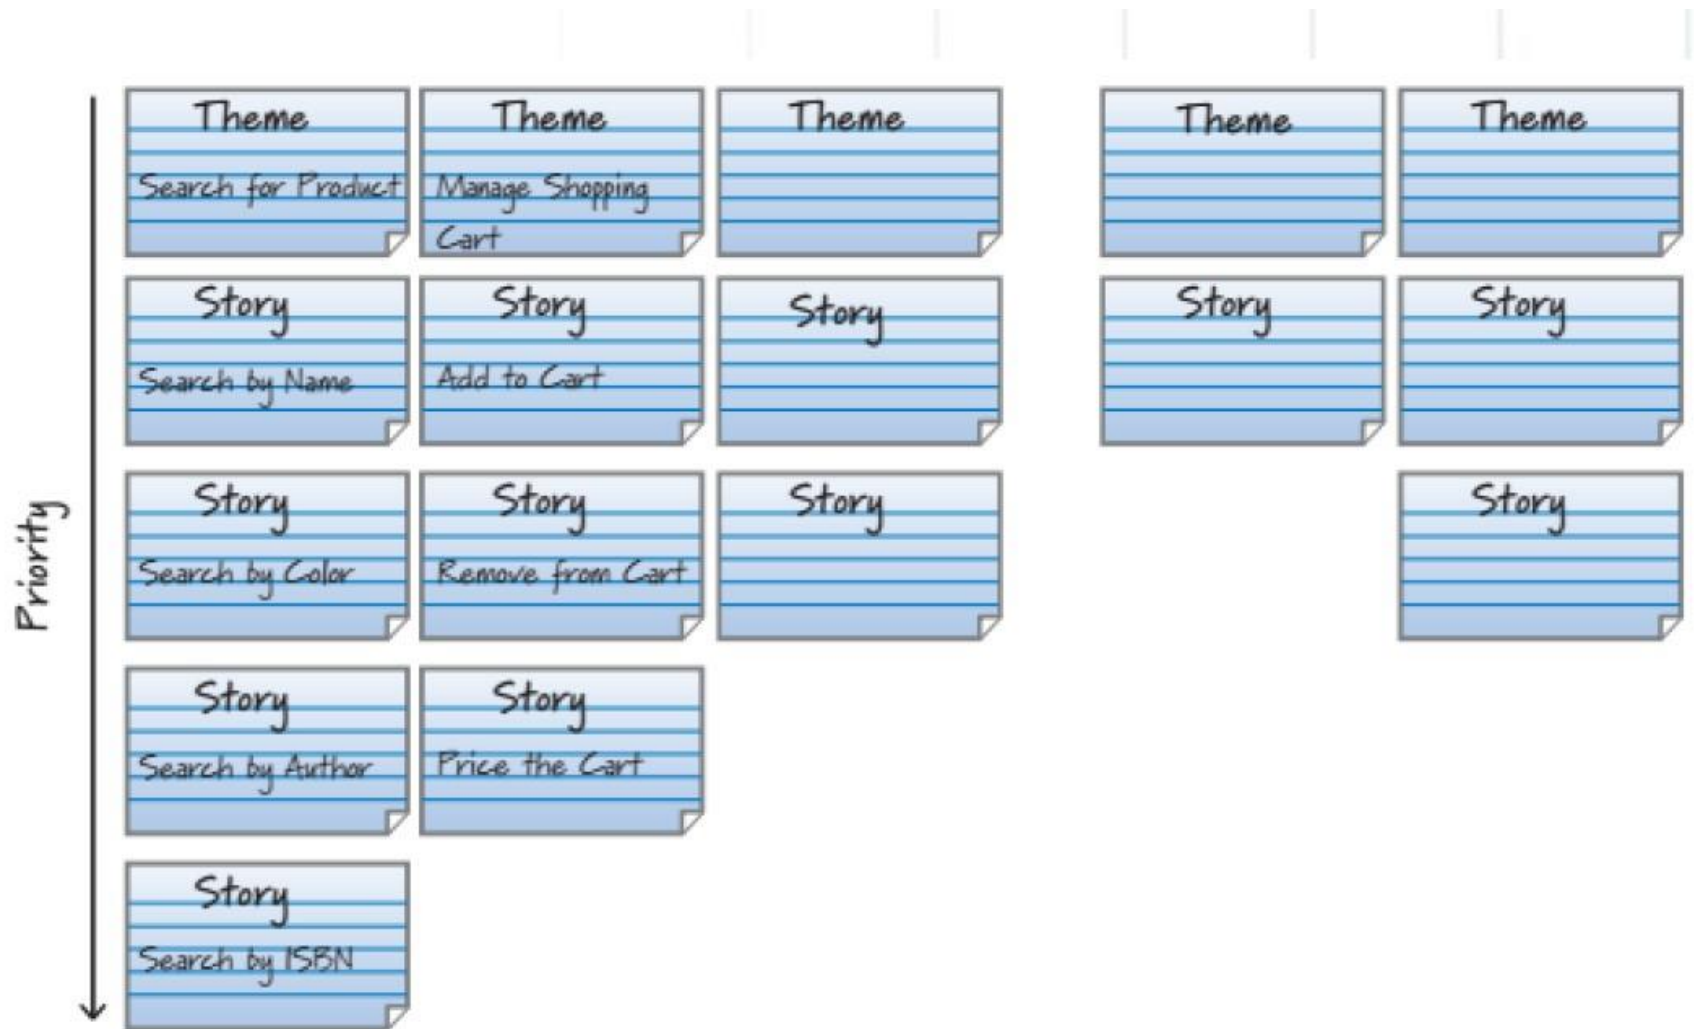 Theme
Search for Product
Theme
Manage Shopping
Cart
Theme
Theme
Theme
Story
Search by Name
Story
Add to Cart
Story
Story
Story
Priority
Story
Search by Color
Story
Remove from Cart
Story
Story
Story
Search by Author
Story
Price the Cart
Story
Search by ISBN